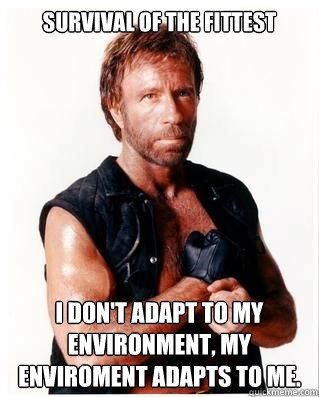 SURVIVAL OF THE FITTEST
I DON'T ADAPT TO MY
ENVIRONMENT, MY
ENVIROMENT ADAPTS TO ME.
quickmeme.com